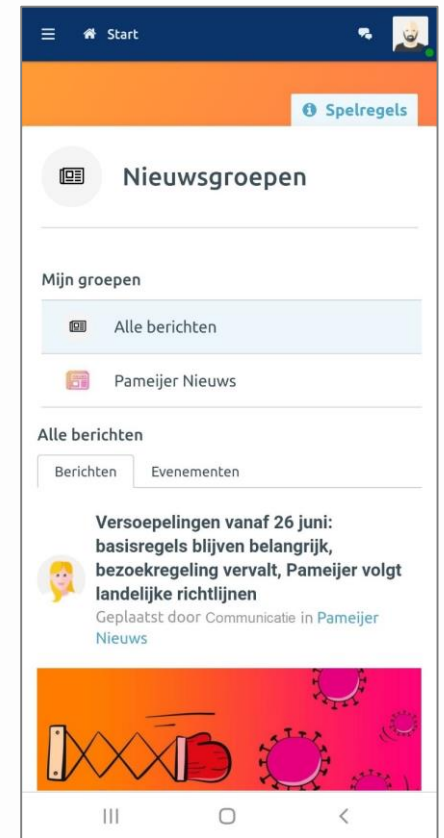 Start
Spelregels
Nieuwsgroepen
Mijn groepen
Alle berichten
Pameijer Nieuws
Alle berichten
Berichten Evenementen
Versoepelingen vanaf 26 juni:
basisregels blijven belangrijk,
bezoekregeling vervalt, Pameijer volgt
landelijke richtlijnen
Geplaatst door Communicatie in Pameijer
Nieuws